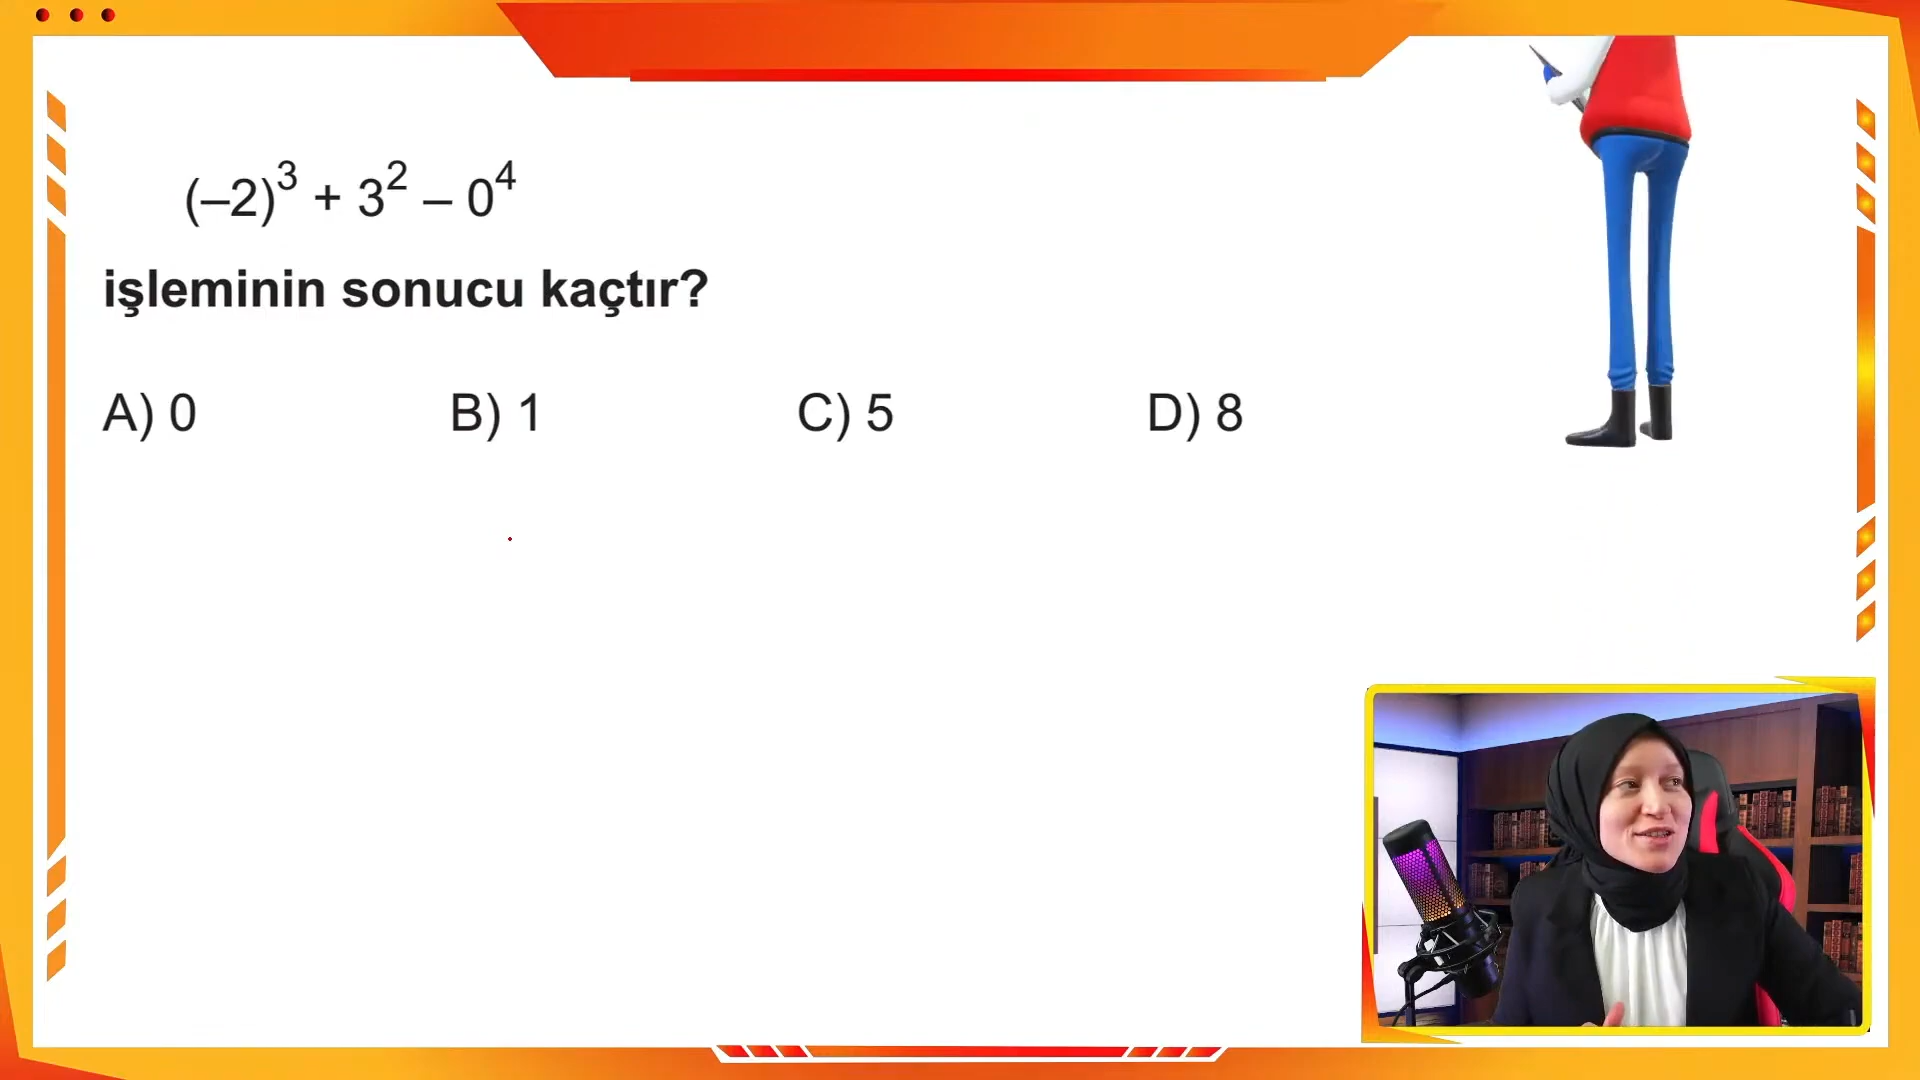 (–2)³ + 3² – 0⁴
işleminin sonucu kaçtır?
A) 0 B) 1 C) 5 D) 8